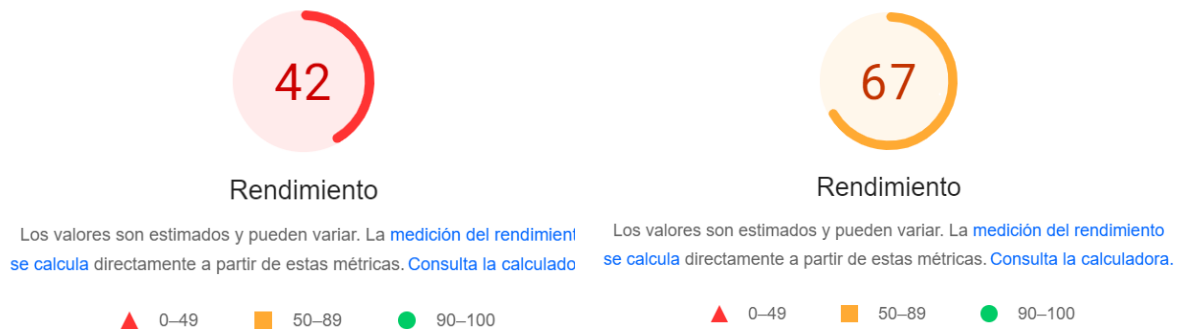 42
Rendimiento
Los valores son estimados y pueden variar. La medición del rendimient
se calcula directamente a partir de estas métricas. Consulta la calculado
0–49
50–89
90–100
67
Rendimiento
Los valores son estimados y pueden variar. La medición del rendimiento
se calcula directamente a partir de estas métricas. Consulta la calculadora.
0–49
50–89
90–100